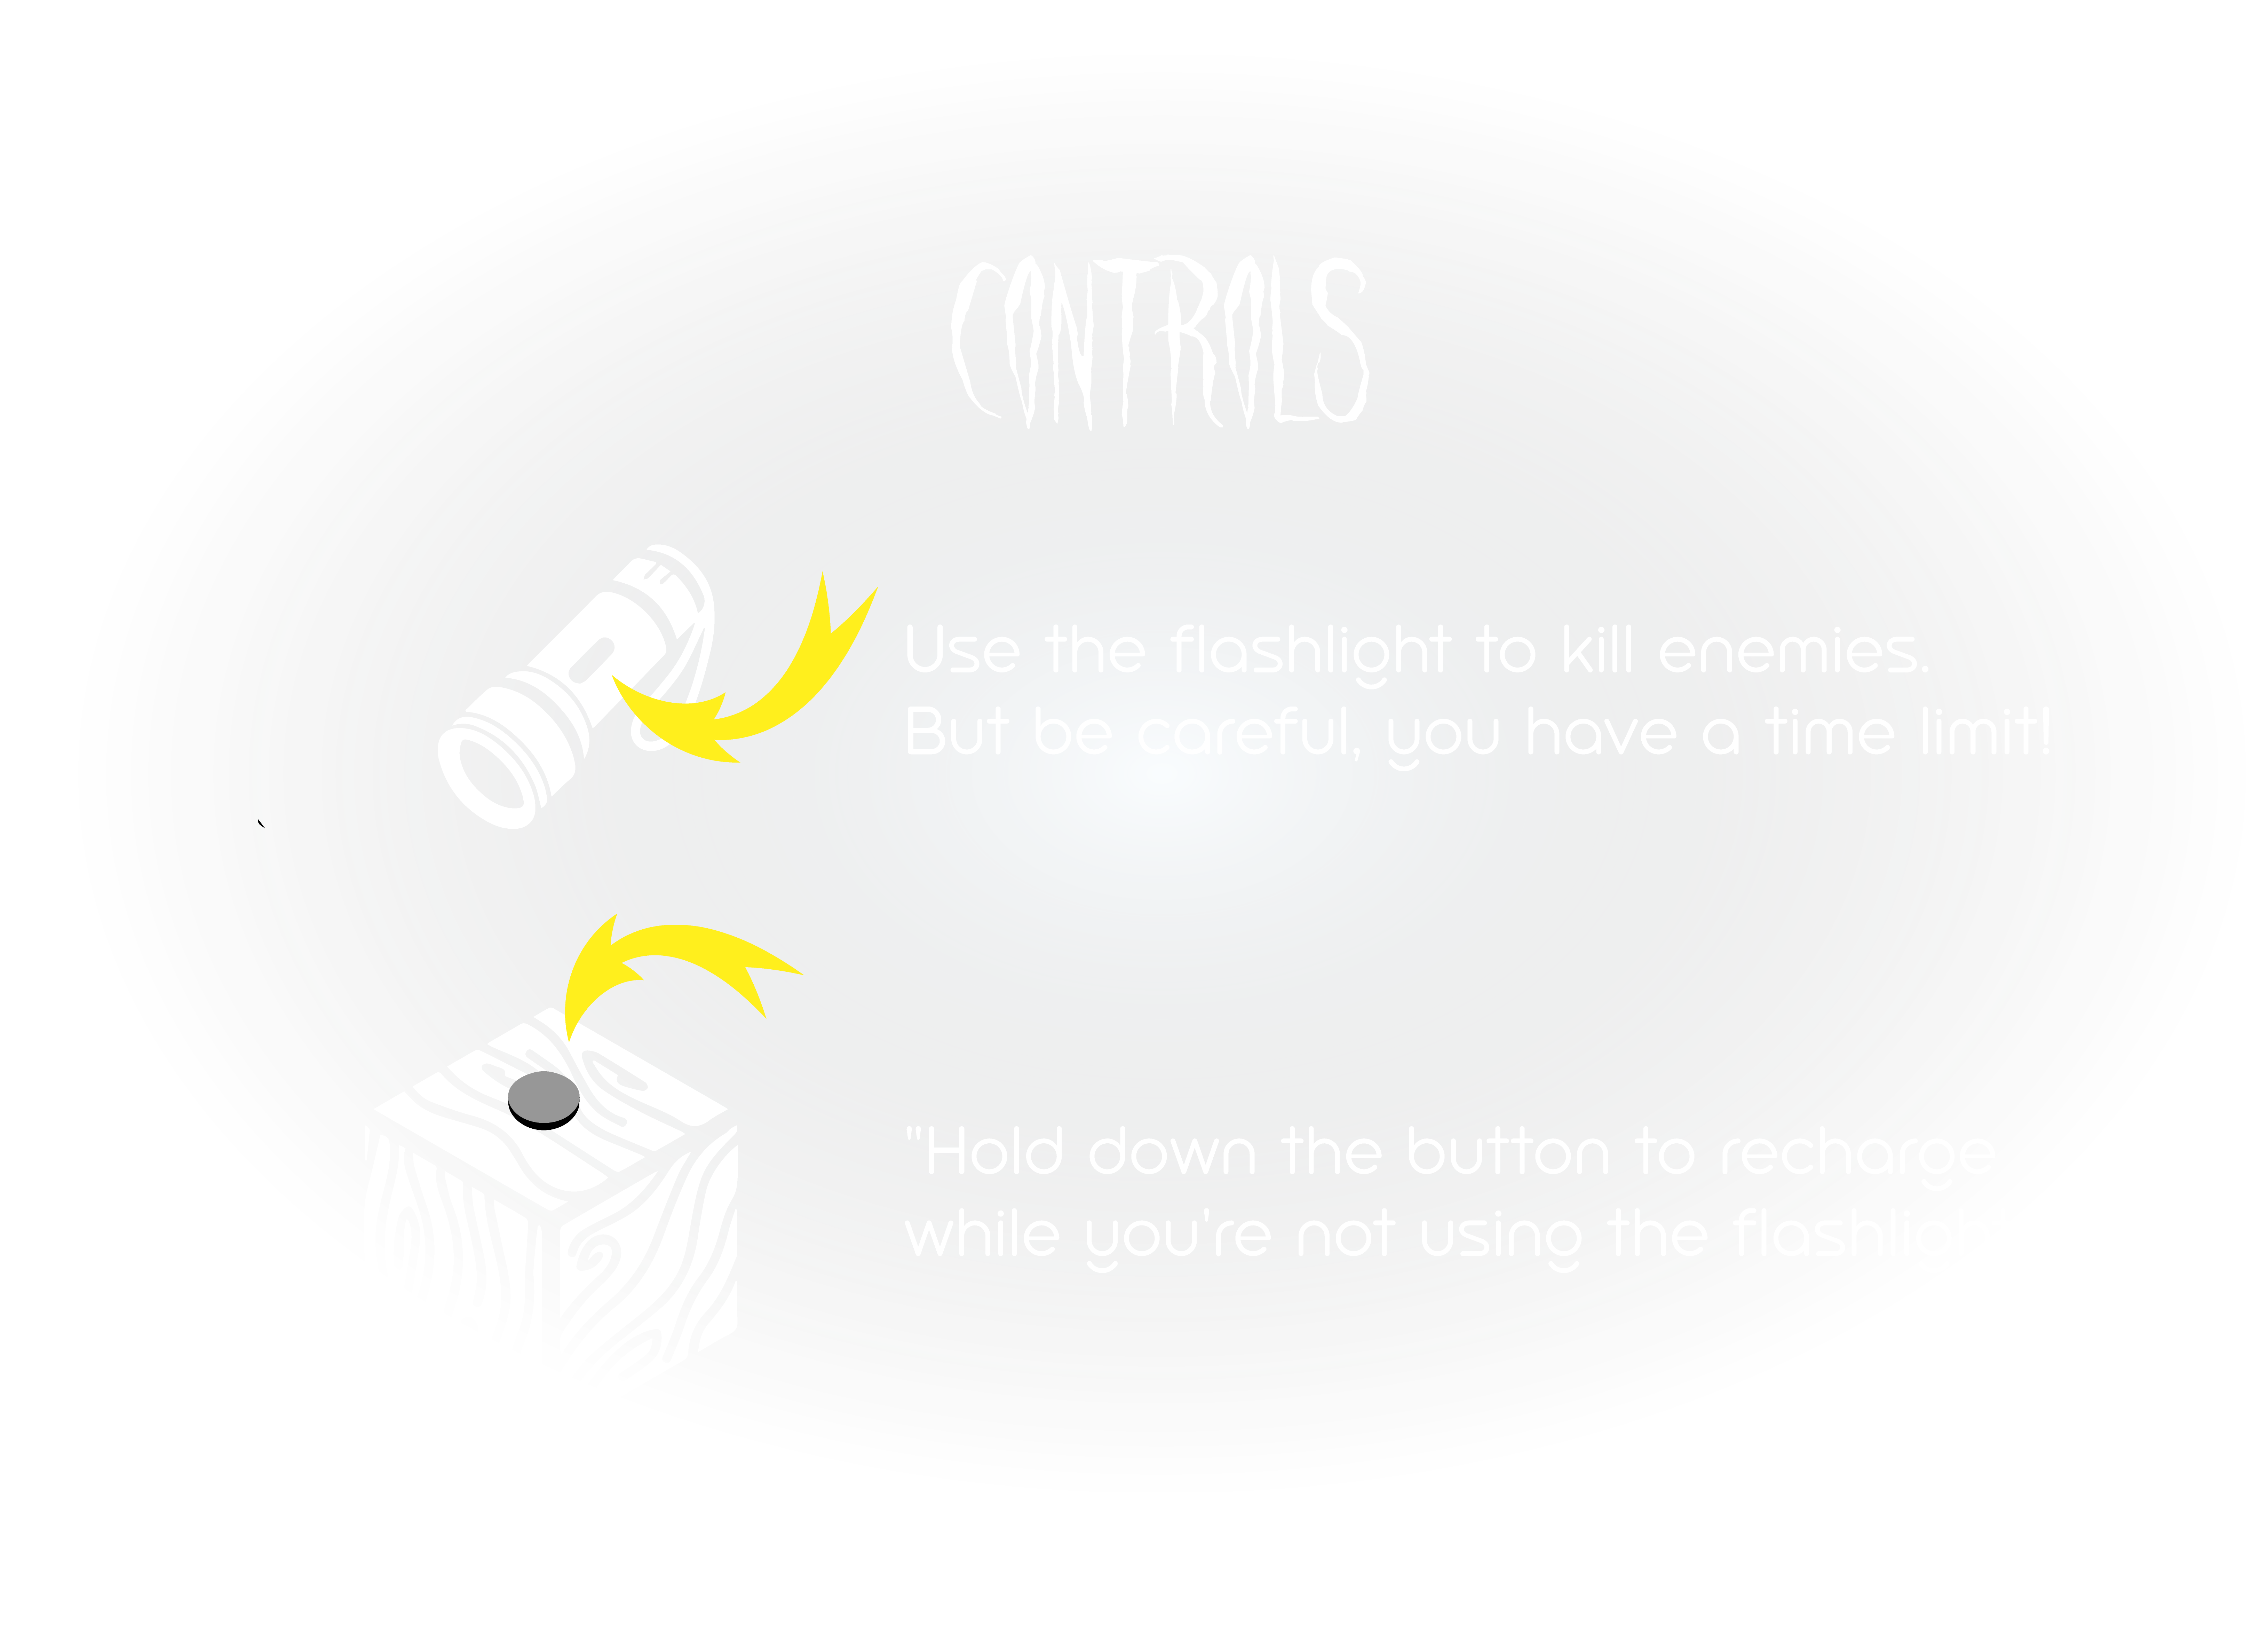 CONTROLS
Use the flashlight to kill enemies.
But be careful, you have a time limit!
"Hold down the button to recharge
while you're not using the flashlight